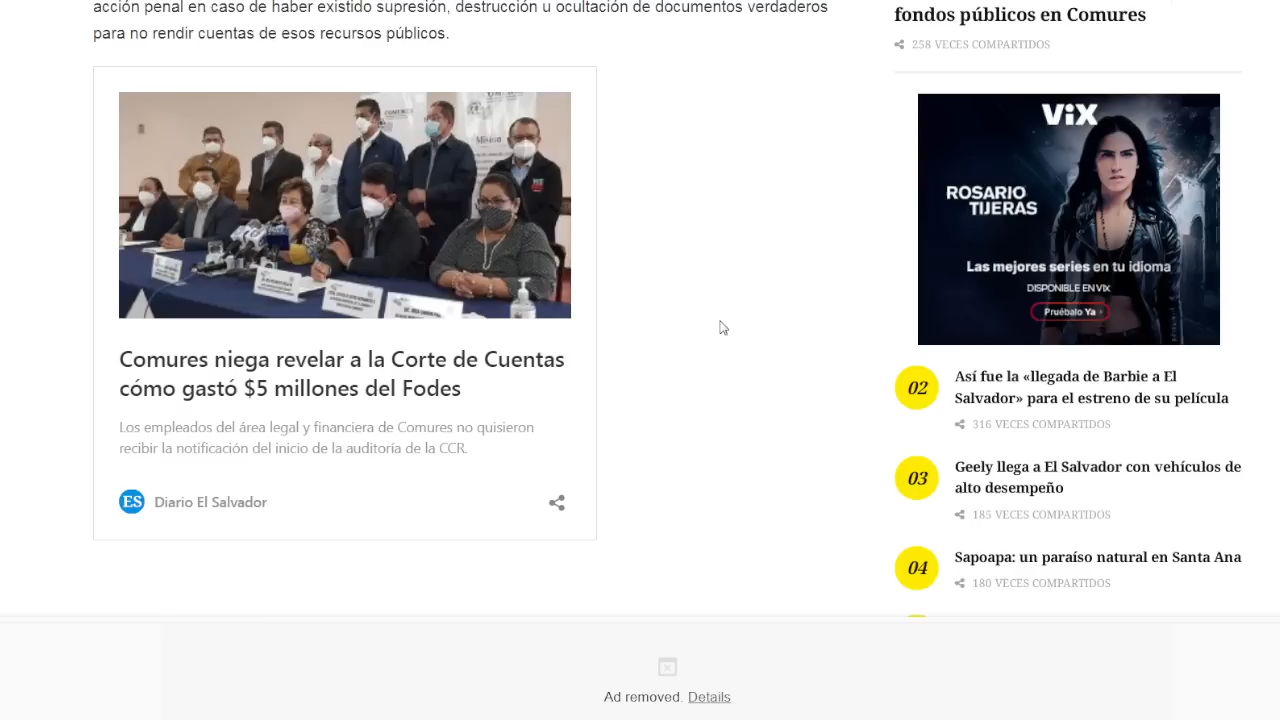 acción penal en caso de haber existido supresión, destrucción u ocultación de documentos verdaderos
para no rendir cuentas de esos recursos públicos.
Comures niega revelar a la Corte de Cuentas
cómo gastó $5 millones del Fodes
Los empleados del área legal y financiera de Comures no quisieron
recibir la notificación del inicio de la auditoría de la CCR.
ES Diario El Salvador
fondos públicos en Comures
258 VECES COMPARTIDOS
ViX
ROSARIO
TIJERAS
Las mejores series en tu idioma
DISPONIBLE EN VIX
Pruébalo Ya
02
Así fue la «llegada de Barbie a El
Salvador» para el estreno de su película
316 VECES COMPARTIDOS
03
Geely llega a El Salvador con vehículos de
alto desempeño
185 VECES COMPARTIDOS
04
Sapoapa: un paraíso natural en Santa Ana
180 VECES COMPARTIDOS
Ad removed. Details